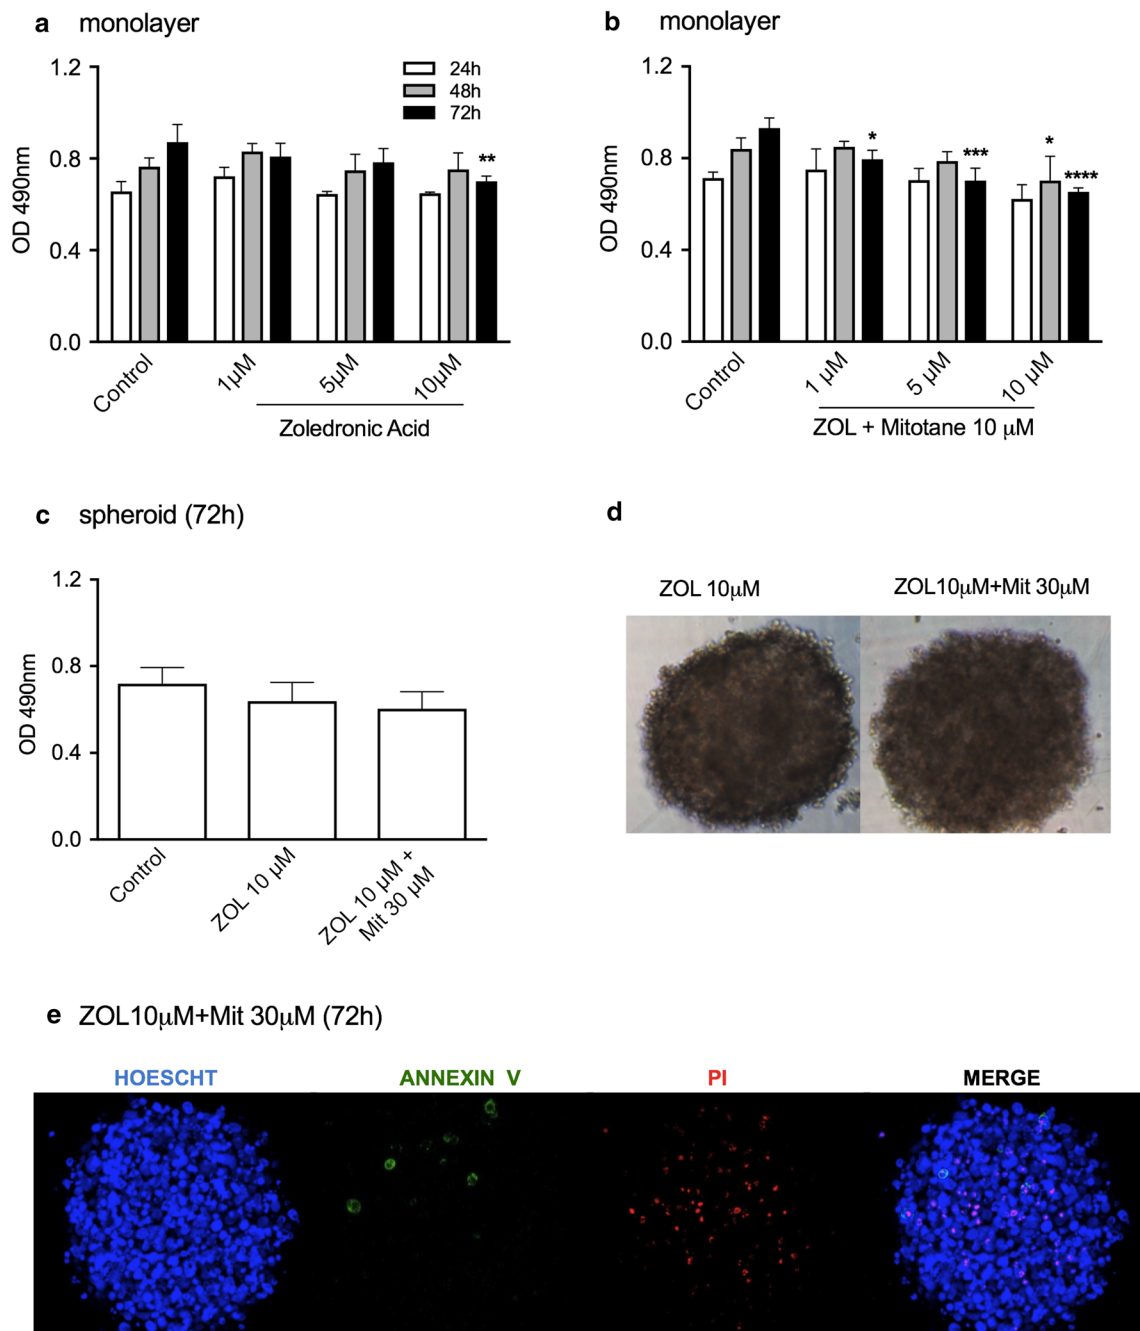 a monolayer
1.2
0.8
0.4
0.0
OD 490nm
24h
48h
72h
**
Control
1µM
5µM
10µM
Zoledronic Acid
b monolayer
1.2
0.8
0.4
0.0
OD 490nm
*
***
*
****
Control
1 µM
5 µM
10 µM
ZOL + Mitotane 10 µM
c spheroid (72h)
1.2
0.8
0.4
0.0
OD 490nm
Control
ZOL 10 µM
ZOL 10 µM +
Mit 30 µM
d
ZOL 10µM
ZOL10µM+Mit 30µM
e ZOL10µM+Mit 30µM (72h)
HOESCHT
ANNEXIN V
PI
MERGE